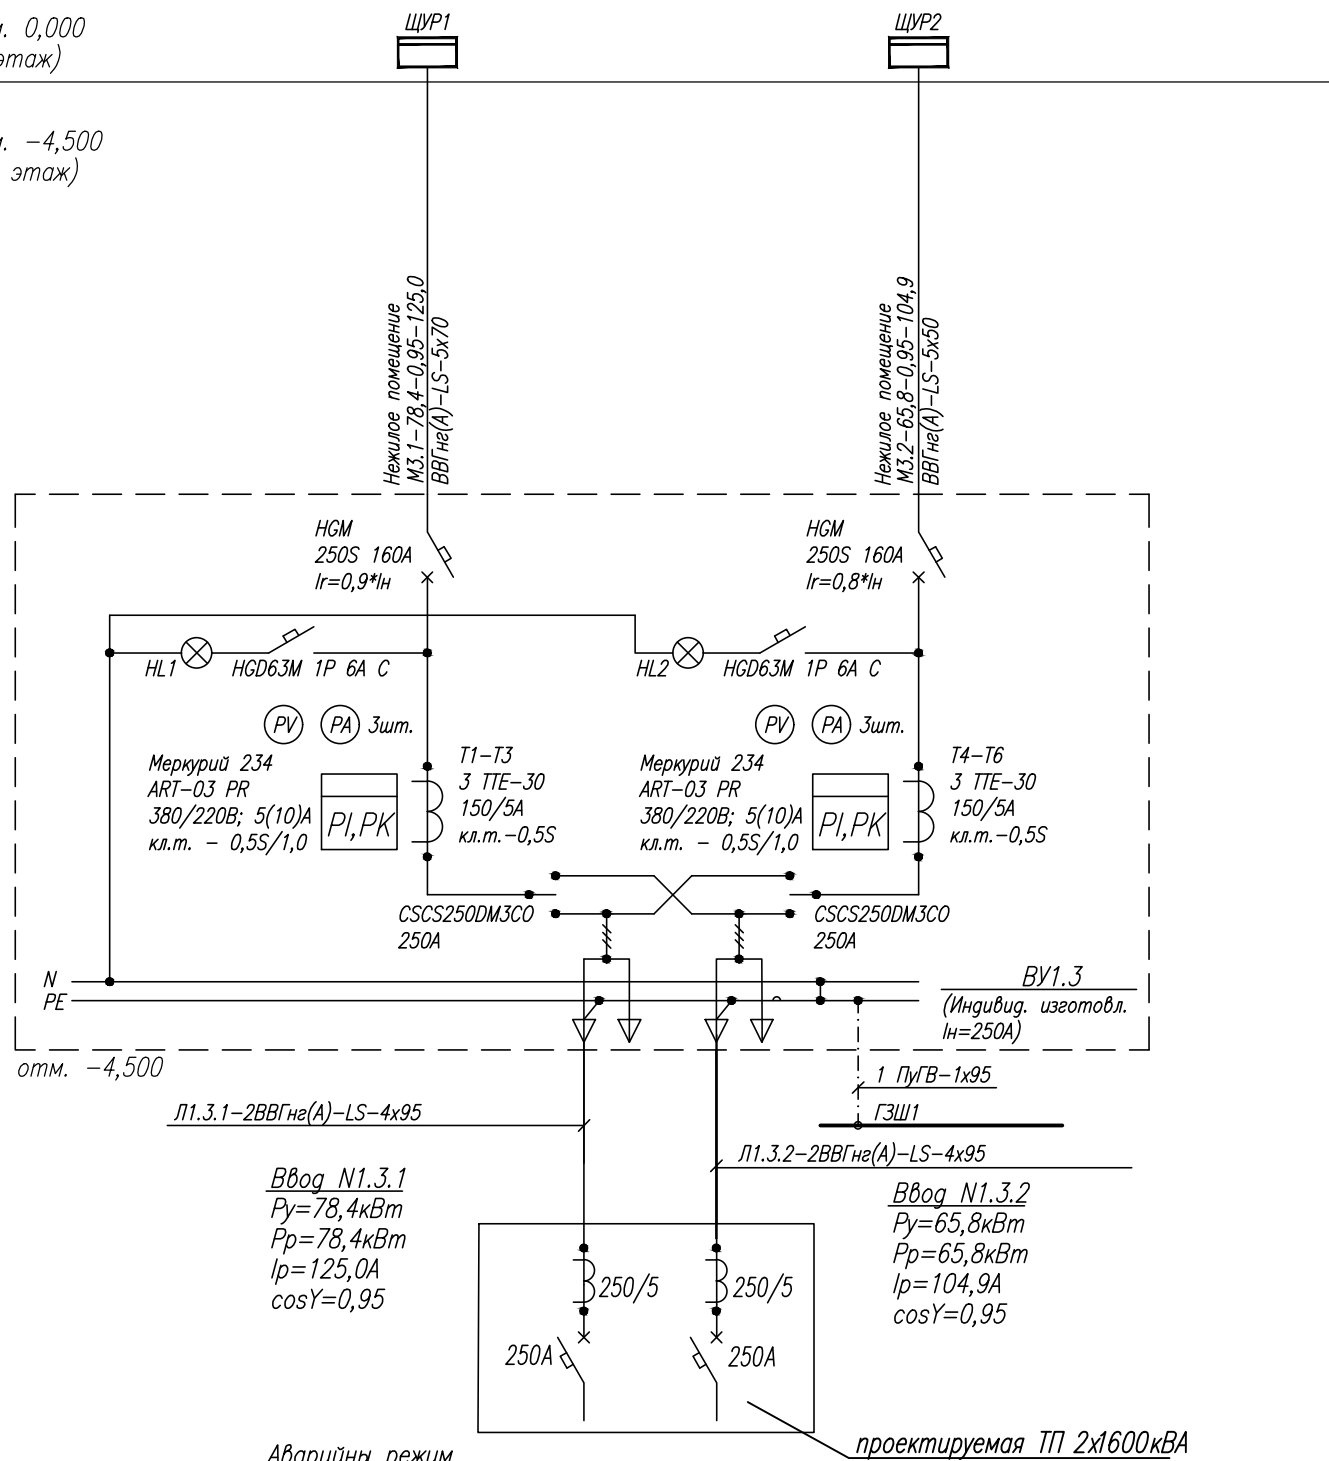 . 0,000
этаж)
ЩУР1
ЩУР2
. -4,500
этаж)
Нежилое помещение
М3.1-78,4-0,95-125,0
ВВГнг(А)-LS-5х70
Нежилое помещение
М3.2-65,8-0,95-104,9
ВВГнг(А)-LS-5х50
HGM
250S 160A
Ir=0,9*Iн
HGM
250S 160A
Ir=0,8*Iн
HL1
HGD63M 1P 6A C
HL2
HGD63M 1P 6A C
PV
PA
3шт.
PV
PA
3шт.
Меркурий 234
ART-03 PR
380/220В; 5(10)А
кл.т. - 0,5S/1,0
PI,PK
Т1-Т3
3 ТТЕ-30
150/5А
кл.т.-0,5S
Меркурий 234
ART-03 PR
380/220В; 5(10)А
кл.т. - 0,5S/1,0
PI,PK
Т4-Т6
3 ТТЕ-30
150/5А
кл.т.-0,5S
CSCS250DM3CO
250А
CSCS250DM3CO
250А
N
PE
ВУ1.3
(Индивид. изготовл.
Iн=250А)
отм. -4,500
1 ПуГВ-1х95
ГЗШ1
Л1.3.1-2ВВГнг(А)-LS-4х95
Л1.3.2-2ВВГнг(А)-LS-4х95
Ввод N1.3.1
Ру=78,4кВт
Рр=78,4кВт
Iр=125,0А
cosY=0,95
Ввод N1.3.2
Ру=65,8кВт
Рр=65,8кВт
Iр=104,9А
cosY=0,95
250/5
250/5
250А
250А
проектируемая ТП 2х1600кВА
Аварийны режим